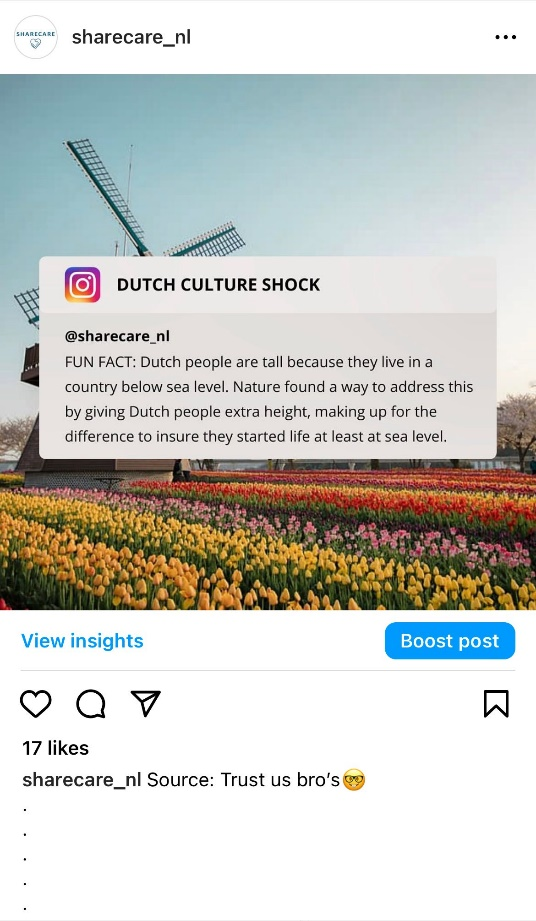 SHARECARE
sharecare_nl
DUTCH CULTURE SHOCK
@sharecare_nl
FUN FACT: Dutch people are tall because they live in a
country below sea level. Nature found a way to address this
by giving Dutch people extra height, making up for the
difference to insure they started life at least at sea level.
View insights
Boost post
17 likes
sharecare_nl Source: Trust us bro’s🤓
.
.
.
.
.